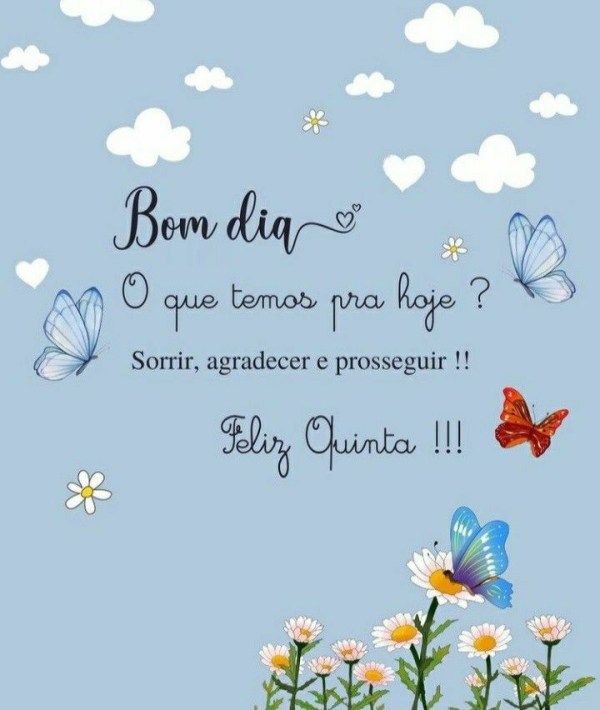 Bom dia
O que temos pra hoje ?
Sorrir, agradecer e prosseguir !!
Feliz Quinta !!!